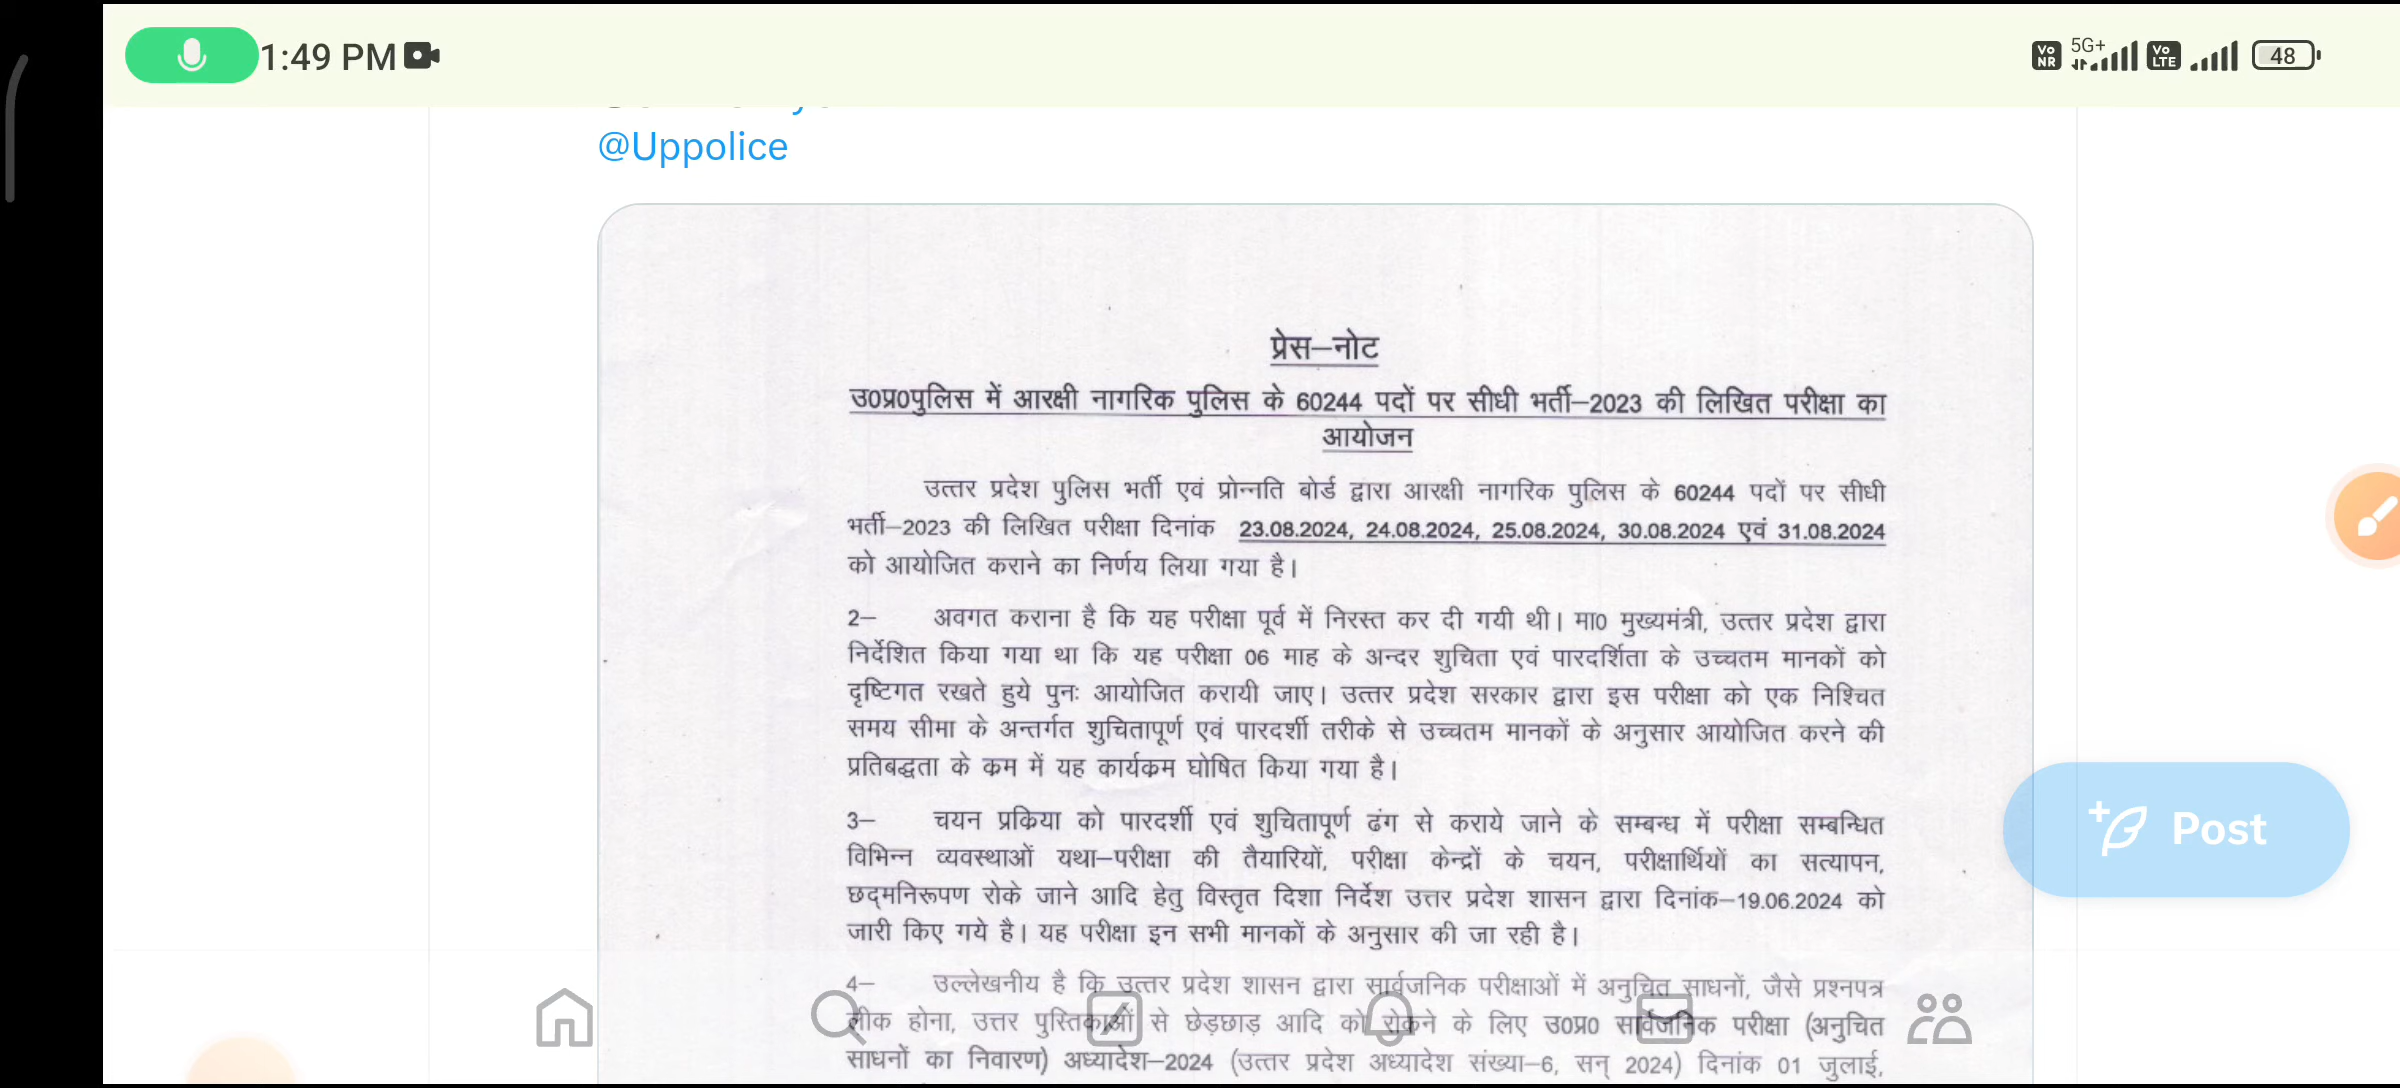 1:49 PM
Vo NR 5G+ Vo LTE 48
@Uppolice
प्रेस–नोट
उ0प्र0पुलिस में आरक्षी नागरिक पुलिस के 60244 पदों पर सीधी भर्ती–2023 की लिखित परीक्षा का
आयोजन
उत्तर प्रदेश पुलिस भर्ती एवं प्रोन्नति बोर्ड द्वारा आरक्षी नागरिक पुलिस के 60244 पदों पर सीधी
भर्ती–2023 की लिखित परीक्षा दिनांक 23.08.2024, 24.08.2024, 25.08.2024, 30.08.2024 एवं 31.08.2024
को आयोजित कराने का निर्णय लिया गया है।
2– अवगत कराना है कि यह परीक्षा पूर्व में निरस्त कर दी गयी थी। मा0 मुख्यमंत्री, उत्तर प्रदेश द्वारा
निर्देशित किया गया था कि यह परीक्षा 06 माह के अन्दर शुचिता एवं पारदर्शिता के उच्चतम मानकों को
दृष्टिगत रखते हुये पुनः आयोजित करायी जाए। उत्तर प्रदेश सरकार द्वारा इस परीक्षा को एक निश्चित
समय सीमा के अन्तर्गत शुचितापूर्ण एवं पारदर्शी तरीके से उच्चतम मानकों के अनुसार आयोजित करने की
प्रतिबद्धता के कम में यह कार्यकम घोषित किया गया है।
3– चयन प्रकिया को पारदर्शी एवं शुचितापूर्ण ढंग से कराये जाने के सम्बन्ध में परीक्षा सम्बन्धित
विभिन्न व्यवस्थाओं यथा–परीक्षा की तैयारियों, परीक्षा केन्द्रों के चयन, परीक्षार्थियों का सत्यापन,
छद्मनिरूपण रोके जाने आदि हेतु विस्तृत दिशा निर्देश उत्तर प्रदेश शासन द्वारा दिनांक–19.06.2024 को
जारी किए गये है। यह परीक्षा इन सभी मानकों के अनुसार की जा रही है।
4– उल्लेखनीय है कि उत्तर प्रदेश शासन द्वारा सार्वजनिक परीक्षाओं में अनुचित साधनों, जैसे प्रश्नपत्र
लीक होना, उत्तर पुस्तिकाओं से छेड़छाड़ आदि को रोकने के लिए उ0प्र0 सार्वजनिक परीक्षा (अनुचित
साधनों का निवारण) अध्यादेश–2024 (उत्तर प्रदेश अध्यादेश संख्या–6, सन् 2024) दिनांक 01 जुलाई,
Post